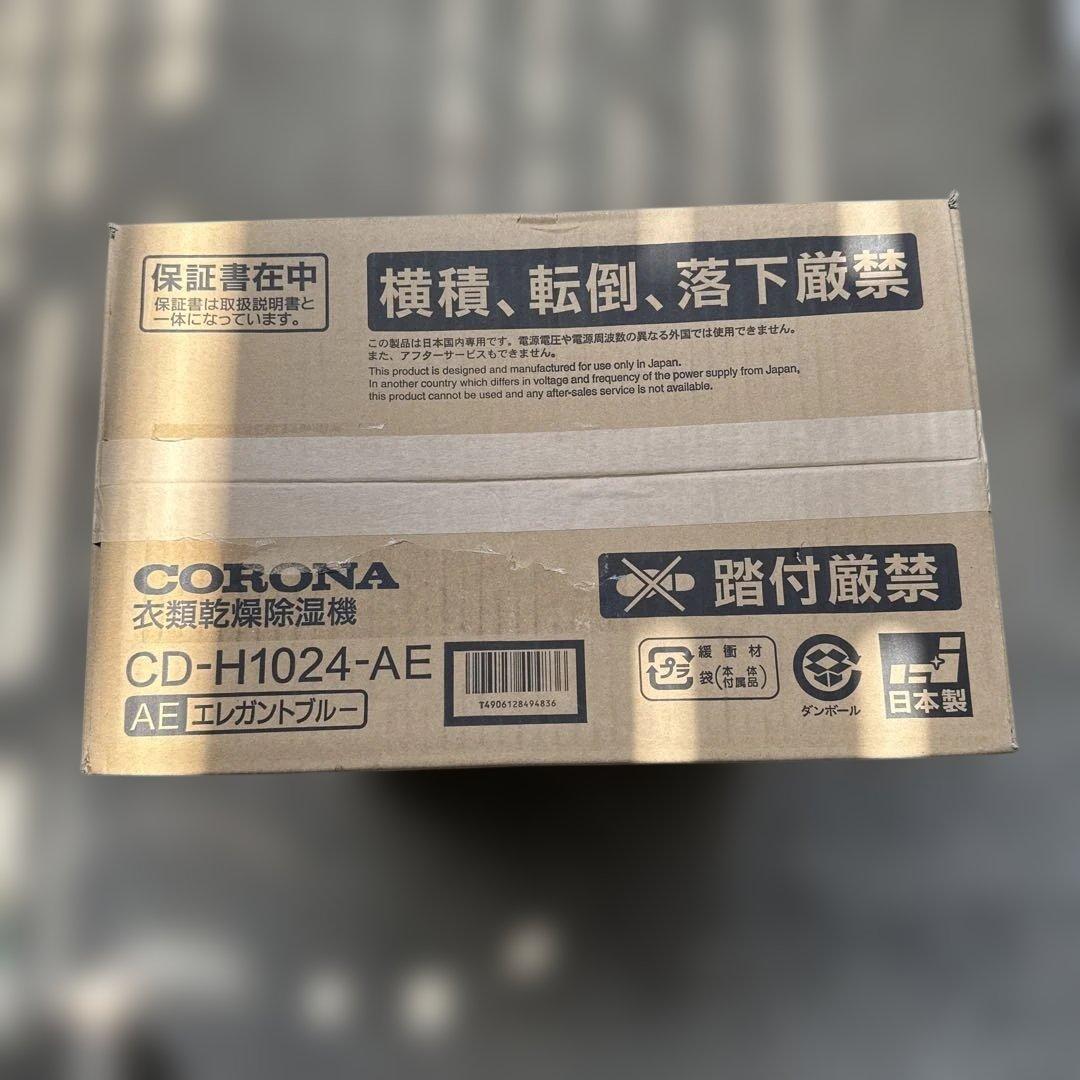 保証書在中
保証書は取扱説明書と
一体になっています。
横積、転倒、落下厳禁
この製品は日本国内専用です。電源電圧や電源周波数の異なる外国では使用できません。
また、アフターサービスもできません。
This product is designed and manufactured for use only in Japan.
In another country which differs in voltage and frequency of the power supply from Japan,
this product cannot be used and any after-sales service is not available.
CORONA
衣類乾燥除湿機
CD-H1024-AE
AE エレガントブルー
T4906128494836
踏付厳禁
プラ
緩衝材
袋(本体付属品)
ダンボール
日本製